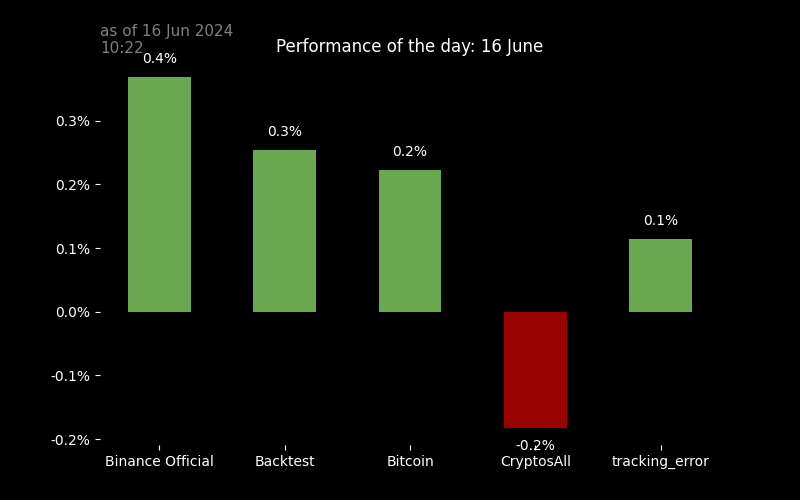 as of 16 Jun 2024
10:22
Performance of the day: 16 June
0.4%
0.3%
0.2%
-0.2%
0.1%
0.3%
0.2%
0.1%
0.0%
-0.1%
-0.2%
Binance Official
Backtest
Bitcoin
CryptosAll
tracking_error